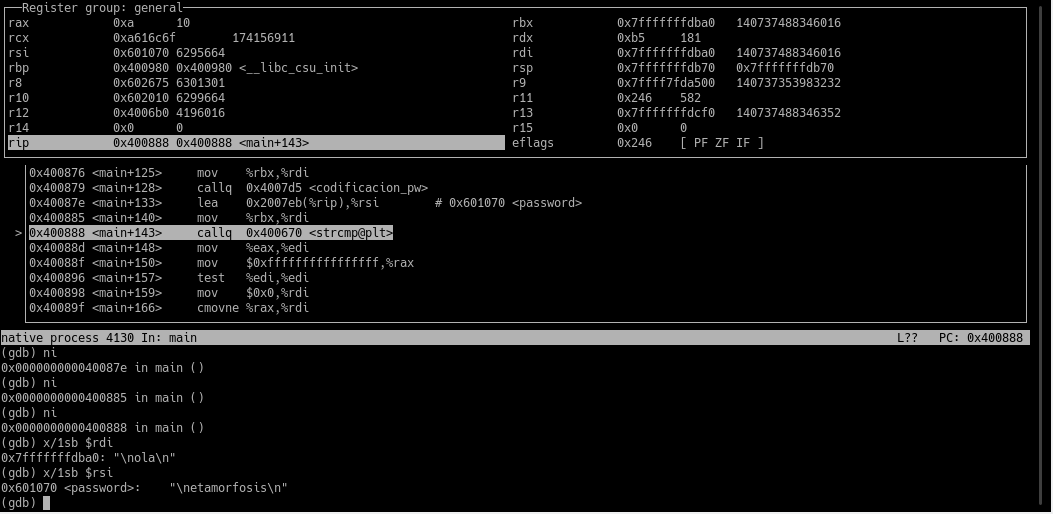 Register group: general
rax 0xa 10 rbx 0x7fffffffdba0 140737488346016
rcx 0xa616c6f 174156911 rdx 0xb5 181
rsi 0x601070 6295664 rdi 0x7fffffffdba0 140737488346016
rbp 0x400980 0x400980 <__libc_csu_init> rsp 0x7fffffffdb70 0x7fffffffdb70
r8 0x602675 6301301 r9 0x7ffff7fda500 140737353983232
r10 0x602010 6299664 r11 0x246 582
r12 0x4006b0 4196016 r13 0x7fffffffdcf0 140737488346352
r14 0x0 0 r15 0x0 0
rip 0x400888 0x400888 <main+143> eflags 0x246 [ PF ZF IF ]
0x400876 <main+125> mov %rbx,%rdi
0x400879 <main+128> callq 0x4007d5 <codificacion_pw>
0x40087e <main+133> lea 0x2007eb(%rip),%rsi # 0x601070 <password>
0x400885 <main+140> mov %rbx,%rdi
> 0x400888 <main+143> callq 0x400670 <strcmp@plt>
0x40088d <main+148> mov %eax,%edi
0x40088f <main+150> mov $0xffffffffffffffff,%rax
0x400896 <main+157> test %edi,%edi
0x400898 <main+159> mov $0x0,%rdi
0x40089f <main+166> cmovne %rax,%rdi
native process 4130 In: main L?? PC: 0x400888
(gdb) ni
0x000000000040087e in main ()
(gdb) ni
0x0000000000400885 in main ()
(gdb) ni
0x0000000000400888 in main ()
(gdb) x/1sb $rdi
0x7fffffffdba0: "\nola\n"
(gdb) x/1sb $rsi
0x601070 <password>: "\netamorfosis\n"
(gdb)